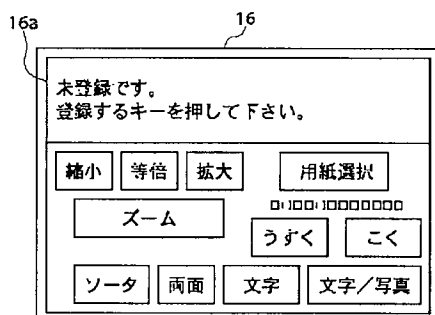 16
16a
未登録です。
登録するキーを押して下さい。
縮小 等倍 拡大 用紙選択
ズーム
うすく こく
ソータ 両面 文字 文字/写真